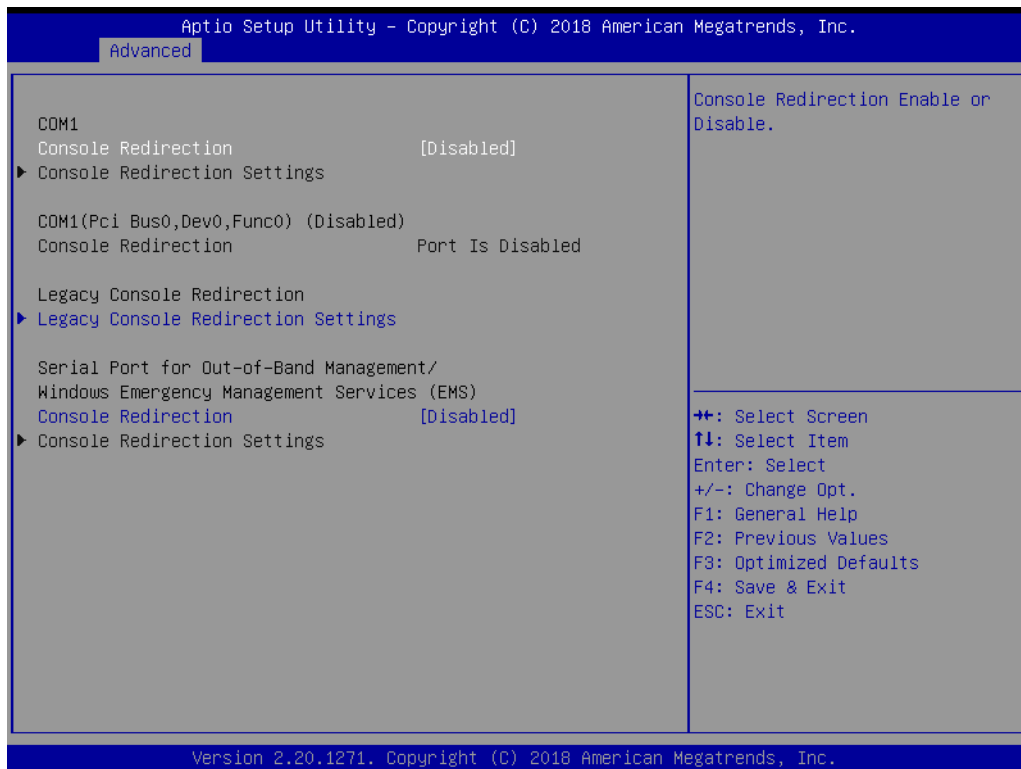 Aptio Setup Utility – Copyright (C) 2018 American Megatrends, Inc.
Advanced
COM1
Console Redirection [Disabled]
▶ Console Redirection Settings
COM1(Pci Bus0,Dev0,Func0) (Disabled)
Console Redirection Port Is Disabled
Legacy Console Redirection
▶ Legacy Console Redirection Settings
Serial Port for Out-of-Band Management/
Windows Emergency Management Services (EMS)
Console Redirection [Disabled]
▶ Console Redirection Settings
Console Redirection Enable or
Disable.
→←: Select Screen
↑↓: Select Item
Enter: Select
+/-: Change Opt.
F1: General Help
F2: Previous Values
F3: Optimized Defaults
F4: Save & Exit
ESC: Exit
Version 2.20.1271. Copyright (C) 2018 American Megatrends, Inc.